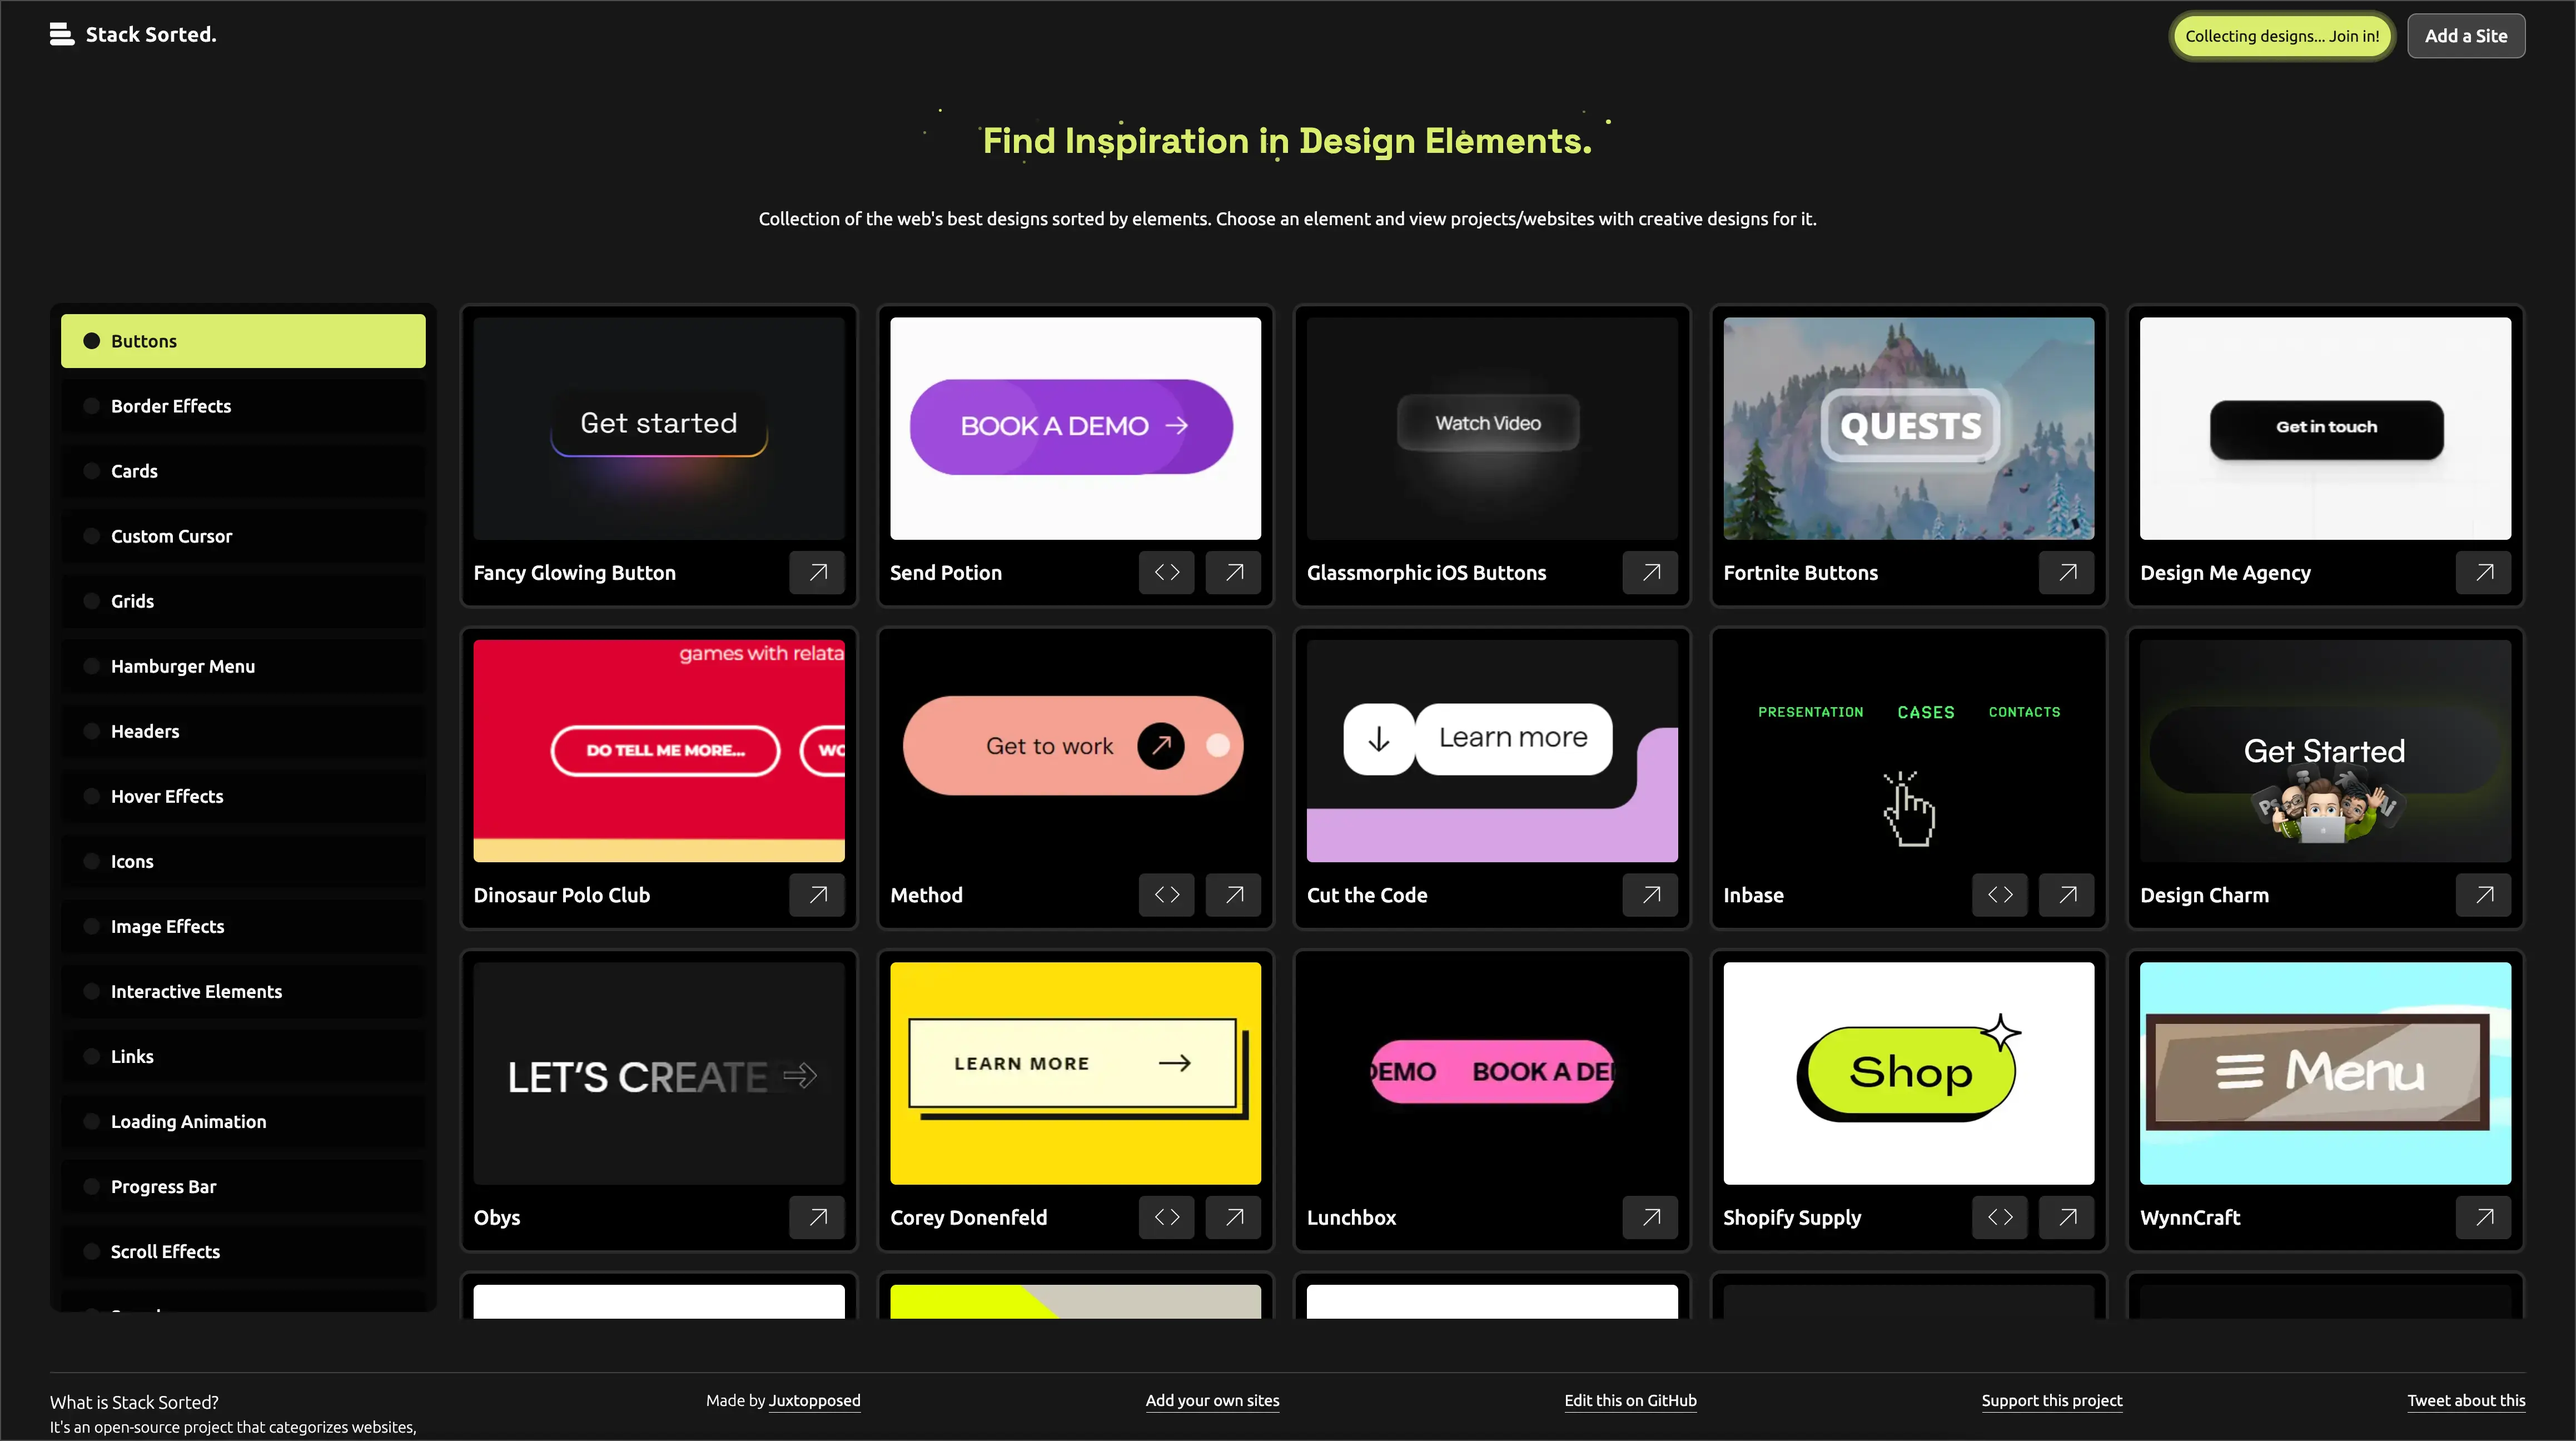 Stack Sorted.
Collecting designs... Join in!
Add a Site
Find Inspiration in Design Elements.
Collection of the web's best designs sorted by elements. Choose an element and view projects/websites with creative designs for it.
Buttons
Border Effects
Cards
Custom Cursor
Grids
Hamburger Menu
Headers
Hover Effects
Icons
Image Effects
Interactive Elements
Links
Loading Animation
Progress Bar
Scroll Effects
Get started
Fancy Glowing Button
BOOK A DEMO
Send Potion
Watch Video
Glassmorphic iOS Buttons
QUESTS
Fortnite Buttons
Get in touch
Design Me Agency
games with relata
DO TELL ME MORE...
WO
Dinosaur Polo Club
Get to work
Method
Learn more
Cut the Code
PRESENTATION CASES CONTACTS
Inbase
Get Started
Ps Ai
Design Charm
LET'S CREATE
Obys
LEARN MORE
Corey Donenfeld
DEMO BOOK A DE
Lunchbox
Shop
Shopify Supply
Menu
WynnCraft
What is Stack Sorted?
It's an open-source project that categorizes websites,
Made by Juxtopposed
Add your own sites
Edit this on GitHub
Support this project
Tweet about this